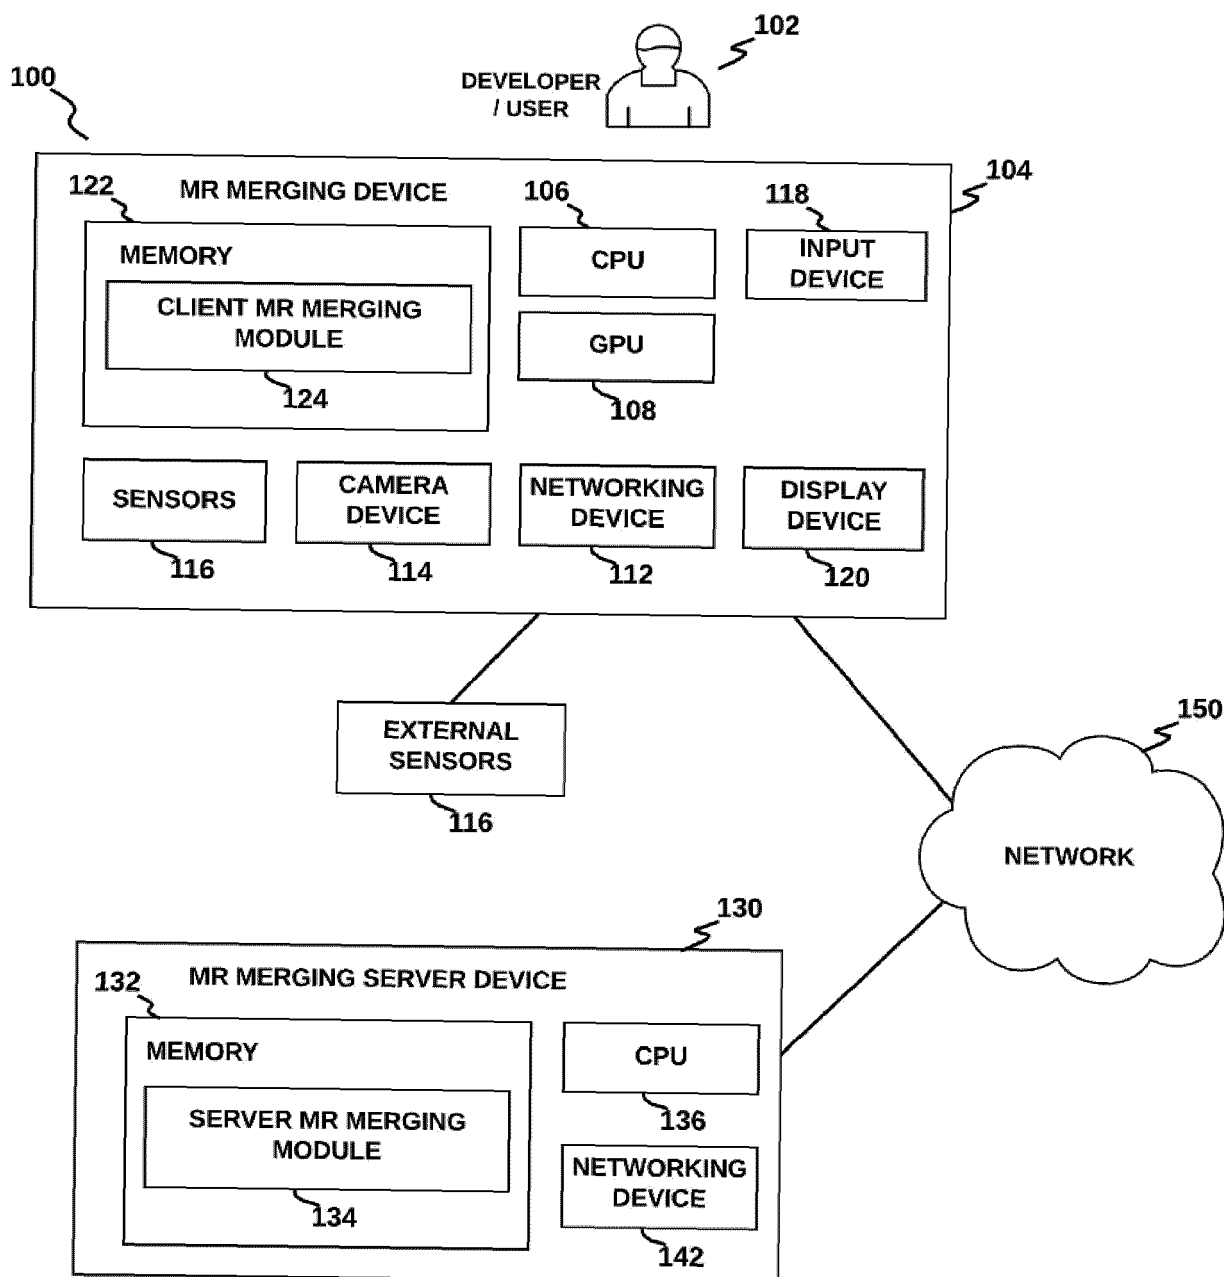 102
DEVELOPER
/ USER
100
104
122
MR MERGING DEVICE
106
118
MEMORY
CLIENT MR MERGING
MODULE
124
CPU
GPU
108
INPUT
DEVICE
SENSORS
116
CAMERA
DEVICE
114
NETWORKING
DEVICE
112
DISPLAY
DEVICE
120
EXTERNAL
SENSORS
116
150
NETWORK
130
132
MR MERGING SERVER DEVICE
MEMORY
SERVER MR MERGING
MODULE
134
CPU
136
NETWORKING
DEVICE
142